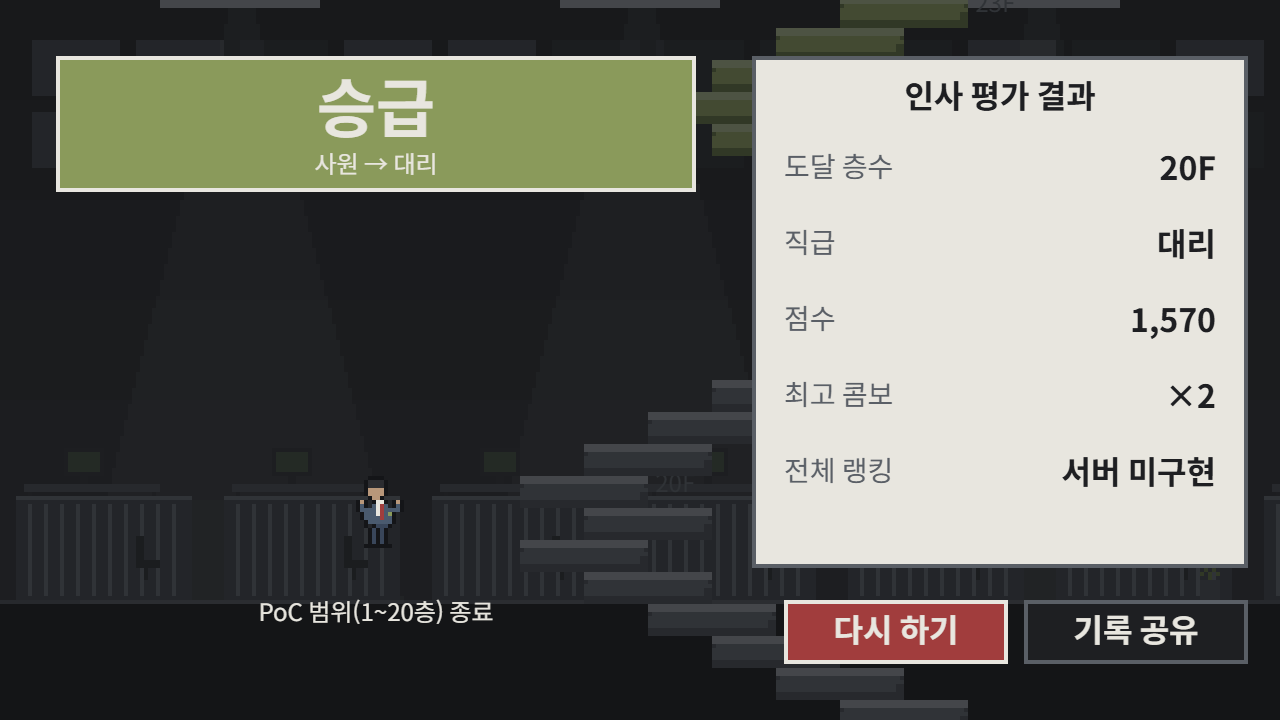 23F
승급
사원 → 대리
인사 평가 결과
도달 층수 20F
직급 대리
점수 1,570
최고 콤보 ×2
전체 랭킹 서버 미구현
20F
PoC 범위(1~20층) 종료
다시 하기
기록 공유